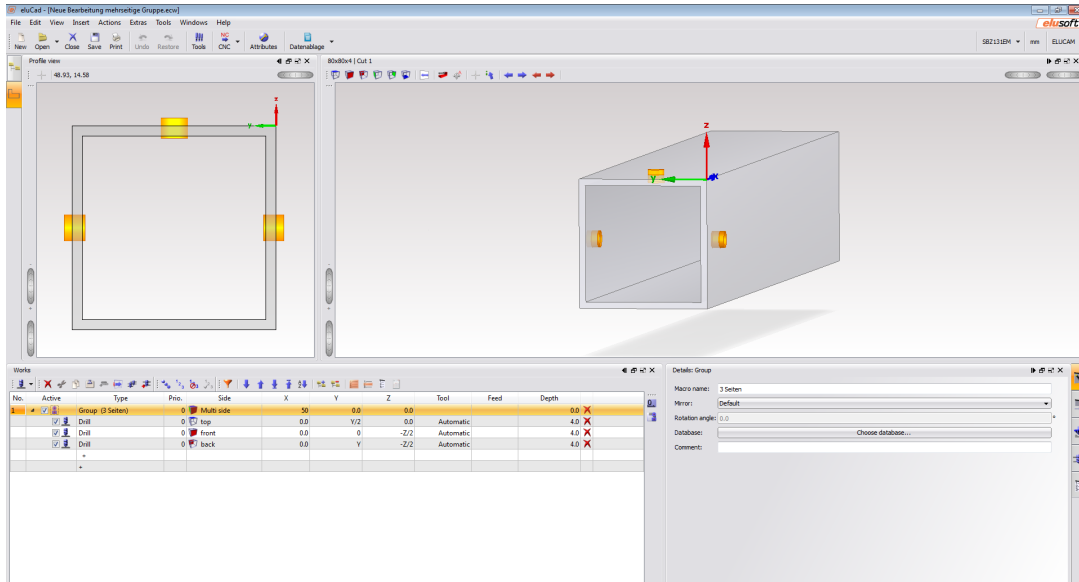 eluCad - [Neue Bearbeitung mehrseitige Gruppe.ecw]
File Edit View Insert Actions Extras Tools Windows Help
elusoft
New Open Close Save Print Undo Restore Tools NC CNC Attributes Datenablage
SBZ131EM mm ELUCAM
Profile view
80x80x4 | Cut 1
48.93, 14.58
z
y
z
y
x
Works
Details: Group
No. Active Type Prio. Side X Y Z Tool Feed Depth
1 Group (3 Seiten) 0 Multi side 50 0.0 0.0 0.0
Drill 0 top 0.0 Y/2 0.0 Automatic 4.0
Drill 0 front 0.0 0 -Z/2 Automatic 4.0
Drill 0 back 0.0 Y -Z/2 Automatic 4.0
+
+
Macro name: 3 Seiten
Mirror: Default
Rotation angle: 0.0 °
Database: Choose database...
Comment: